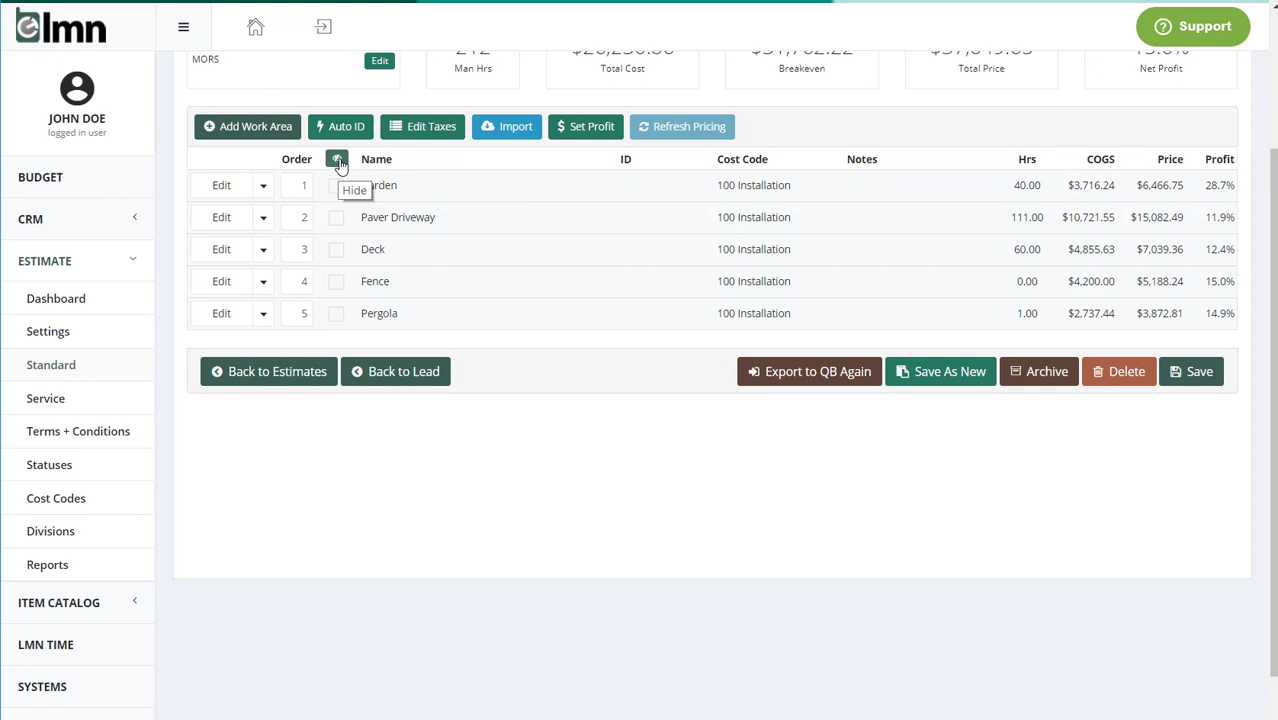 lmn
Support
JOHN DOE
logged in user
BUDGET
CRM
ESTIMATE
Dashboard
Settings
Standard
Service
Terms + Conditions
Statuses
Cost Codes
Divisions
Reports
ITEM CATALOG
LMN TIME
SYSTEMS
MORS
Edit
Man Hrs
Total Cost
Breakeven
Total Price
Net Profit
Add Work Area Auto ID Edit Taxes Import Set Profit Refresh Pricing
Order Name ID Cost Code Notes Hrs COGS Price Profit
Hide
Edit 1 100 Installation 40.00 $3,716.24 $6,466.75 28.7%
Edit 2 Paver Driveway 100 Installation 111.00 $10,721.55 $15,082.49 11.9%
Edit 3 Deck 100 Installation 60.00 $4,855.63 $7,039.36 12.4%
Edit 4 Fence 100 Installation 0.00 $4,200.00 $5,188.24 15.0%
Edit 5 Pergola 100 Installation 1.00 $2,737.44 $3,872.81 14.9%
Back to Estimates Back to Lead Export to QB Again Save As New Archive Delete Save